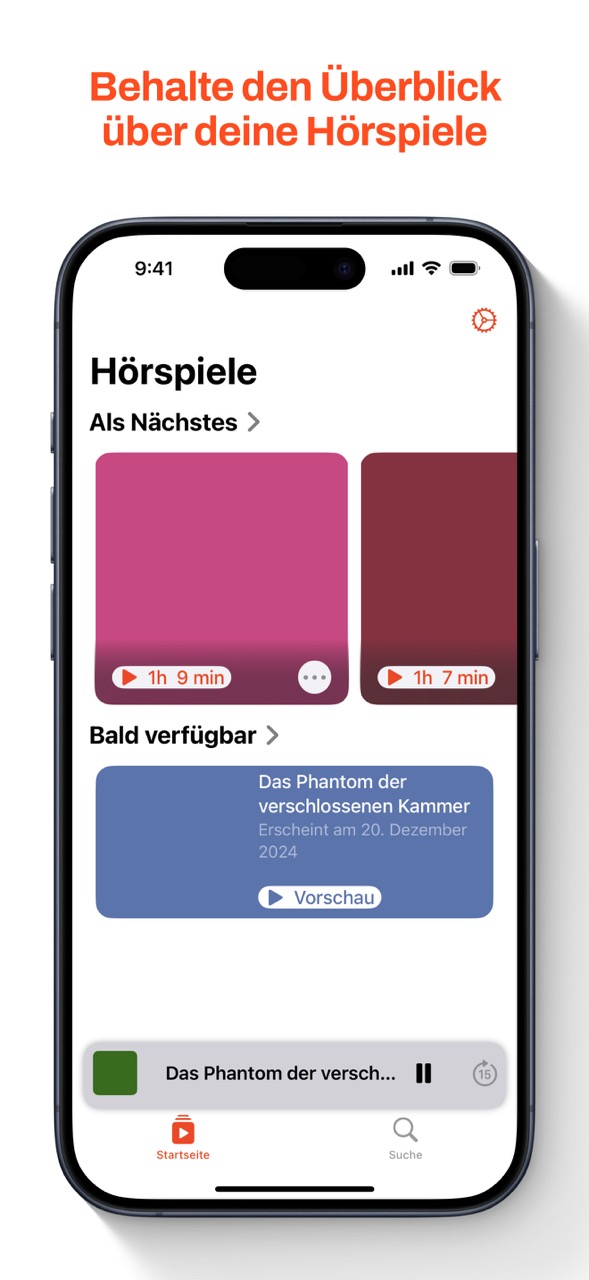 Behalte den Überblick
über deine Hörspiele
9:41
Hörspiele
Als Nächstes
1h 9 min
1h 7 min
Bald verfügbar
Das Phantom der
verschlossenen Kammer
Erscheint am 20. Dezember
2024
Vorschau
Das Phantom der versch...
15
Startseite
Suche